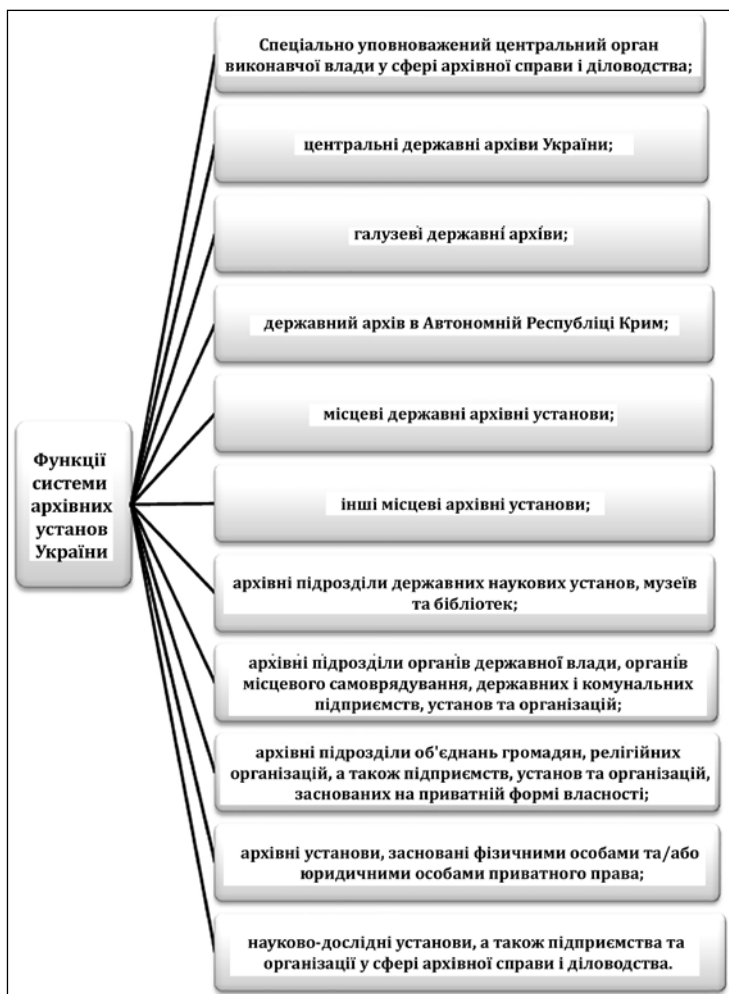 Спеціально уповноважений центральний орган
виконавчої влади у сфері архівної справи і діловодства;
центральні державні архіви України;
галузеві державні архіви;
державний архів в Автономній Республіці Крим;
місцеві державні архівні установи;
Функції
системи
архівних
установ
України
інші місцеві архівні установи;
архівні підрозділи державних наукових установ, музеїв
та бібліотек;
архівні підрозділи органів державної влади, органів
місцевого самоврядування, державних і комунальних
підприємств, установ та організацій;
архівні підрозділи об'єднань громадян, релігійних
організацій, а також підприємств, установ та організацій,
заснованих на приватній формі власності;
архівні установи, засновані фізичними особами та/або
юридичними особами приватного права;
науково-дослідні установи, а також підприємства та
організації у сфері архівної справи і діловодства.